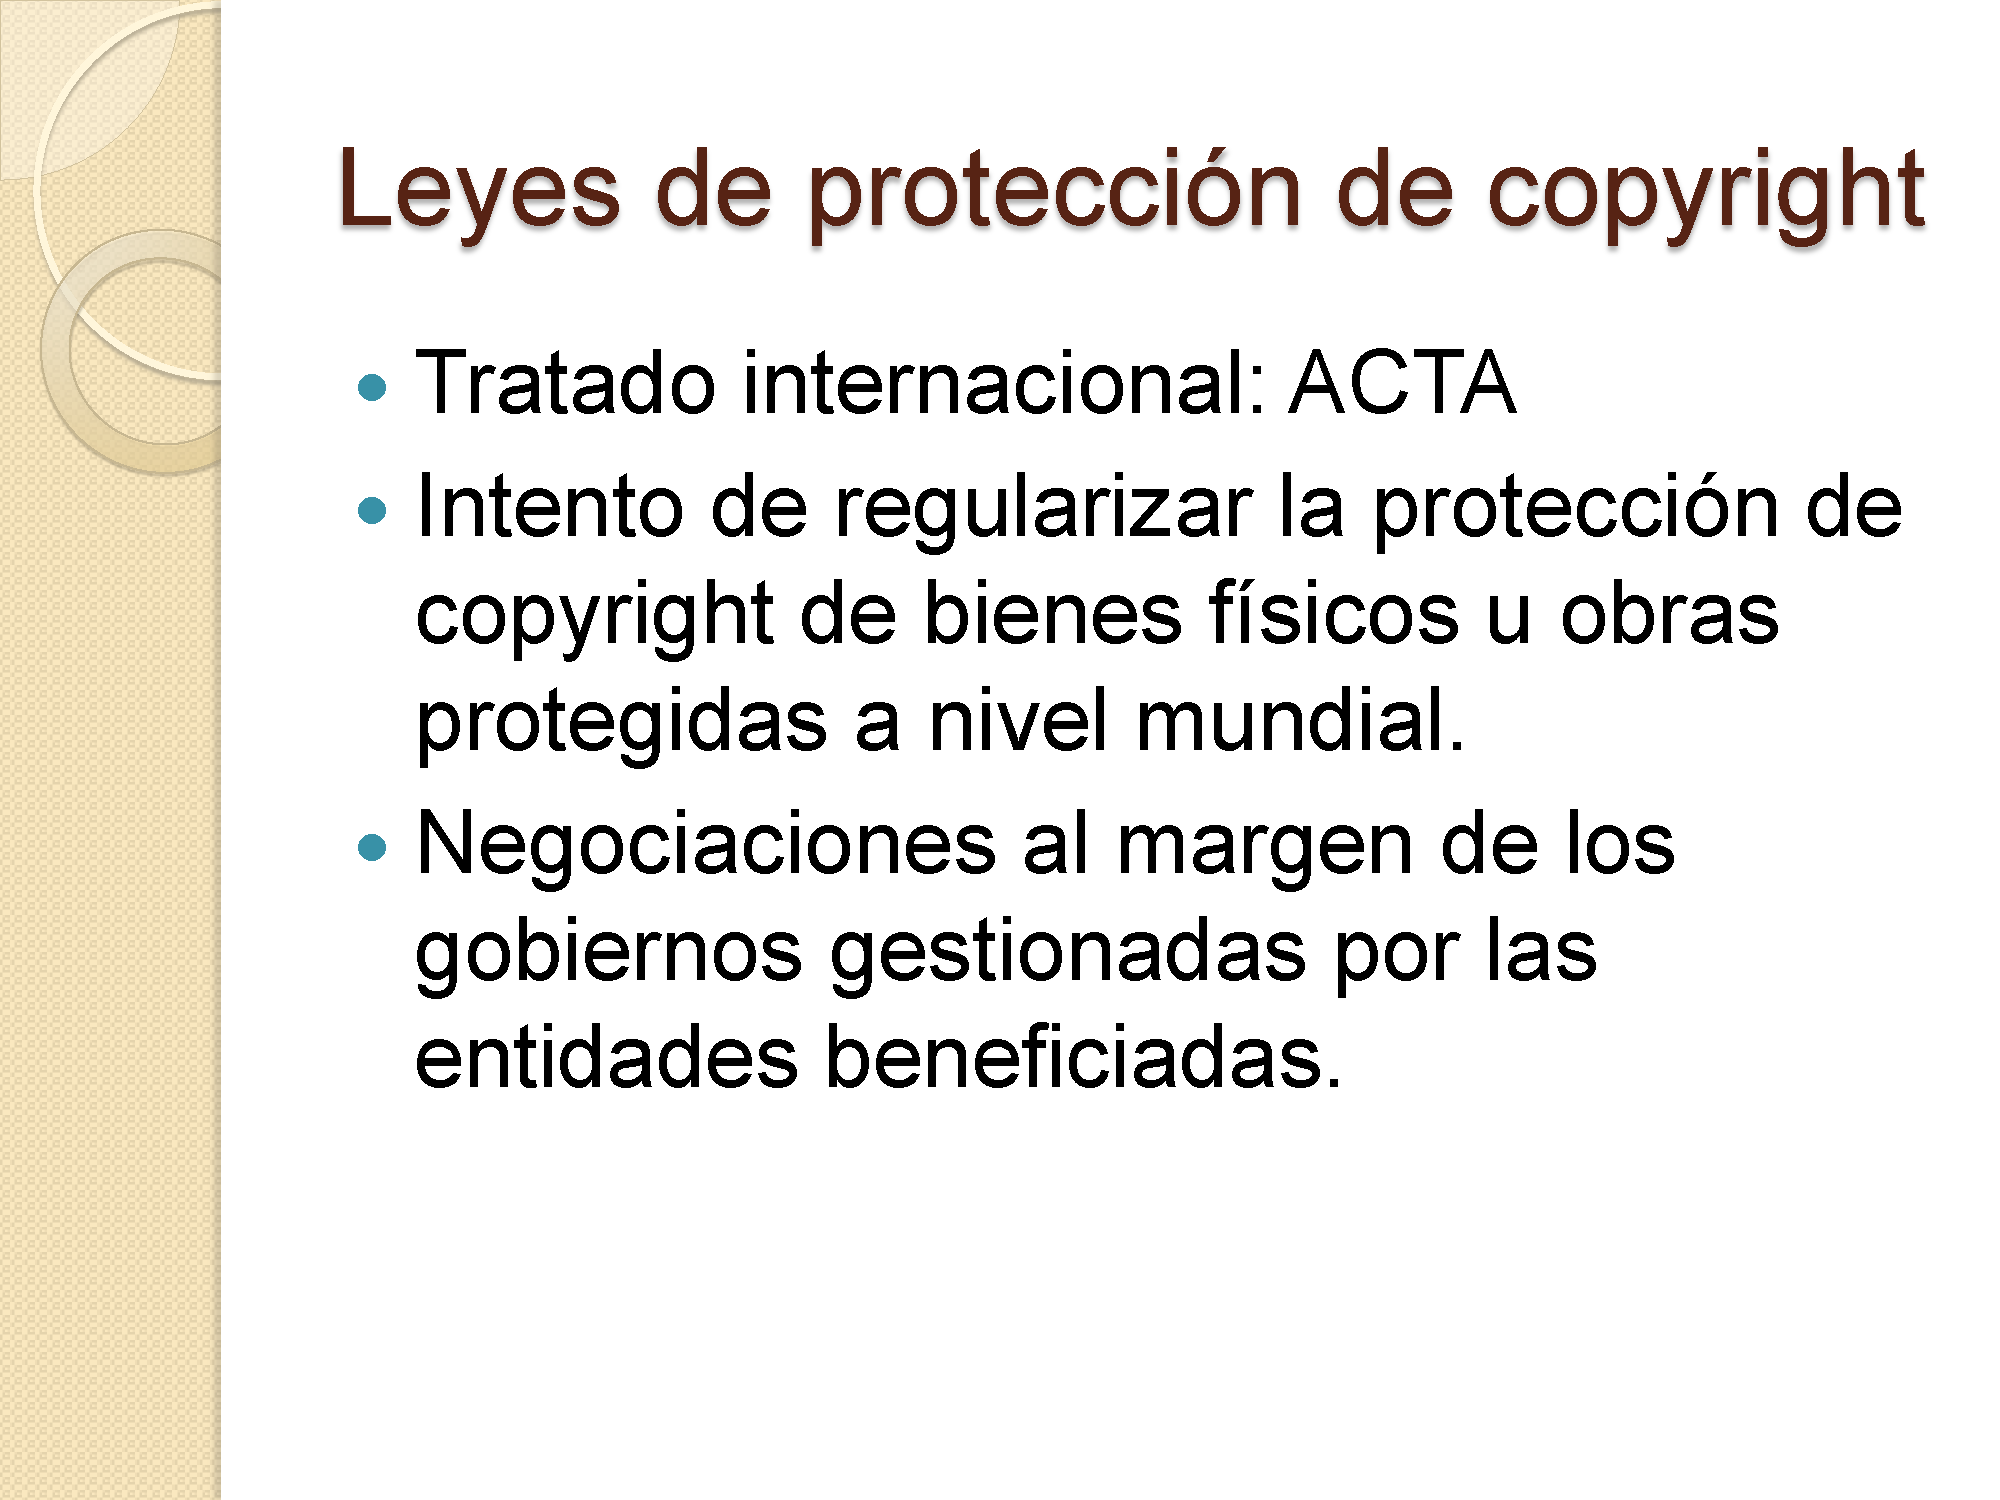 Leyes de protección de copyright
• Tratado internacional: ACTA
• Intento de regularizar la protección de
copyright de bienes físicos u obras
protegidas a nivel mundial.
• Negociaciones al margen de los
gobiernos gestionadas por las
entidades beneficiadas.